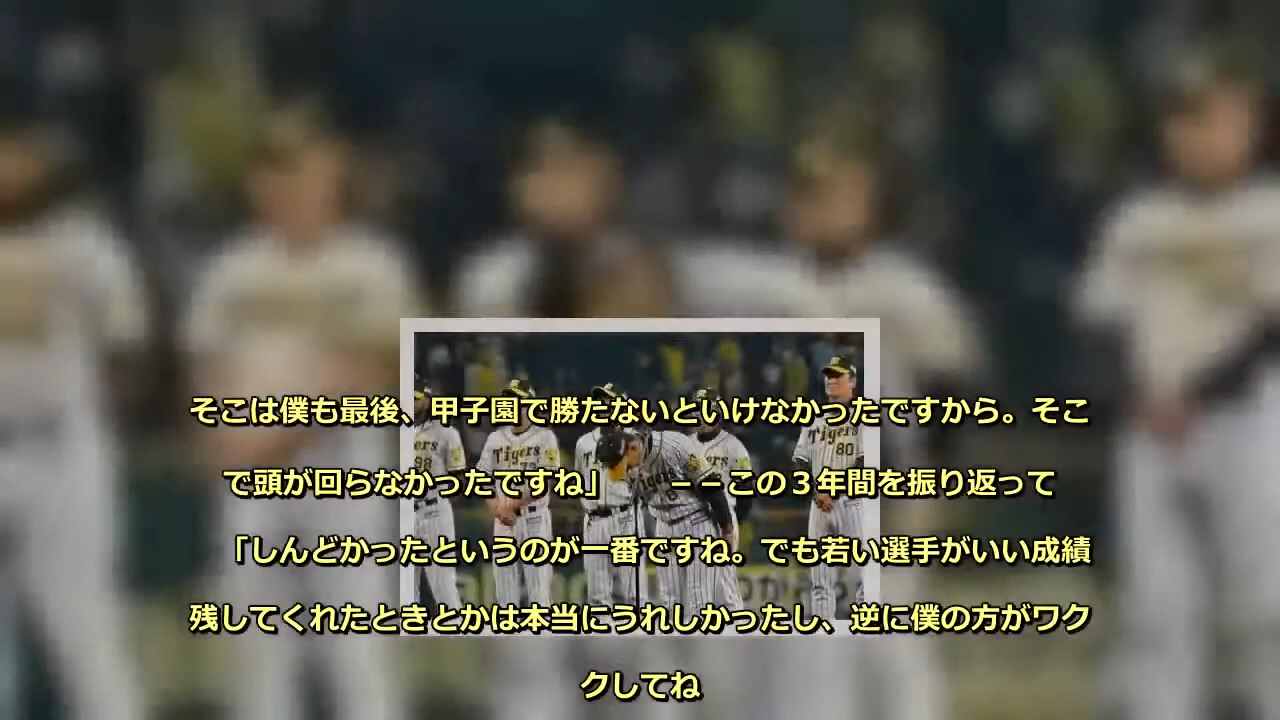 そこは僕も最後、甲子園で勝たないといけなかったですから。そこ
で頭が回らなかったですね」　　－－この３年間を振り返って
「しんどかったというのが一番ですね。でも若い選手がいい成績
残してくれたときとかは本当にうれしかったし、逆に僕の方がワク
クしてね
Tigers
80